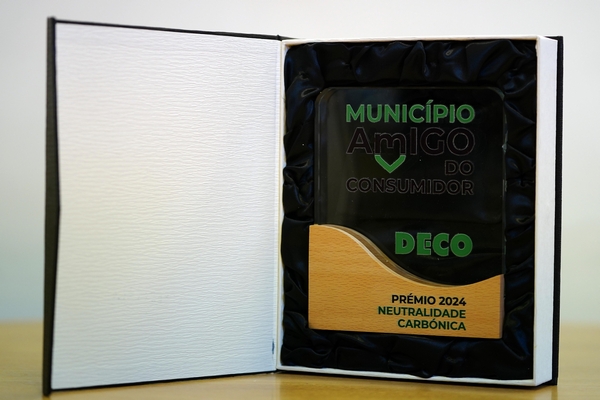 MUNICÍPIO
AmIGO
DO
CONSUMIDOR
DECO
PRÉMIO 2024
NEUTRALIDADE
CARBÓNICA